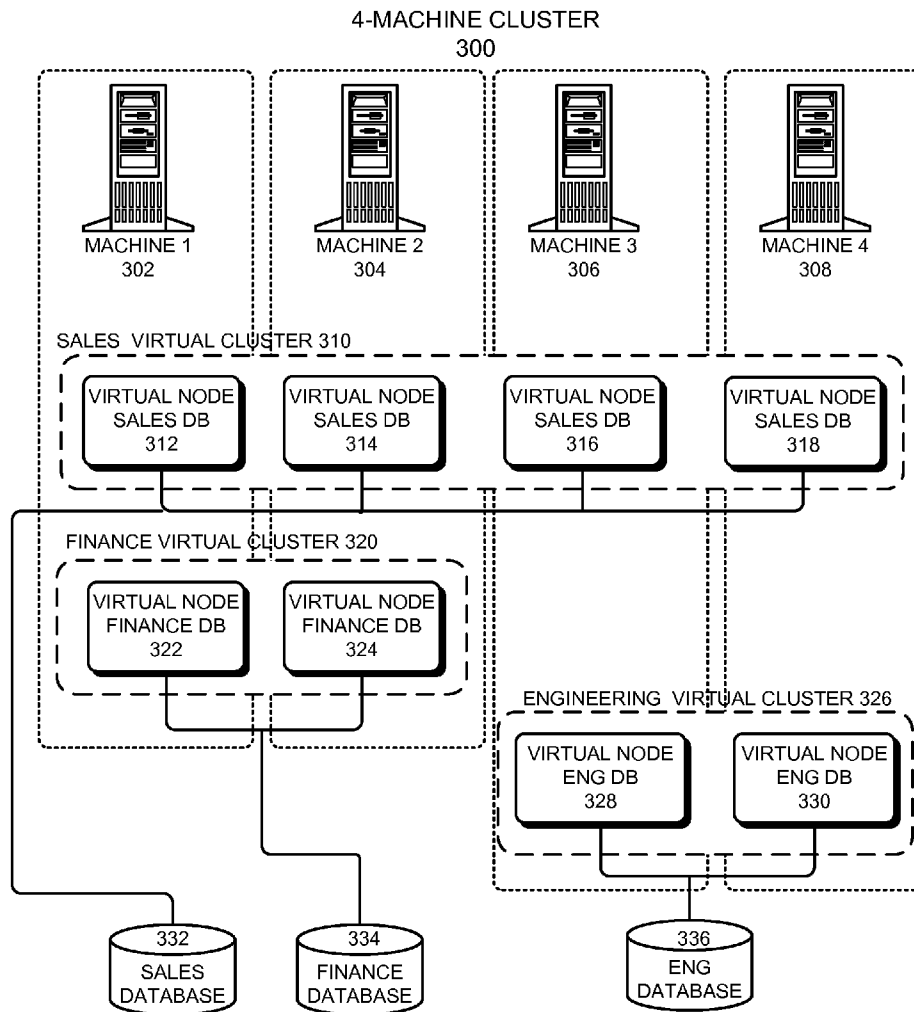 4-MACHINE CLUSTER
300
MACHINE 1
302
MACHINE 2
304
MACHINE 3
306
MACHINE 4
308
SALES VIRTUAL CLUSTER 310
VIRTUAL NODE
SALES DB
312
VIRTUAL NODE
SALES DB
314
VIRTUAL NODE
SALES DB
316
VIRTUAL NODE
SALES DB
318
FINANCE VIRTUAL CLUSTER 320
VIRTUAL NODE
FINANCE DB
322
VIRTUAL NODE
FINANCE DB
324
ENGINEERING VIRTUAL CLUSTER 326
VIRTUAL NODE
ENG DB
328
VIRTUAL NODE
ENG DB
330
332
SALES
DATABASE
334
FINANCE
DATABASE
336
ENG
DATABASE